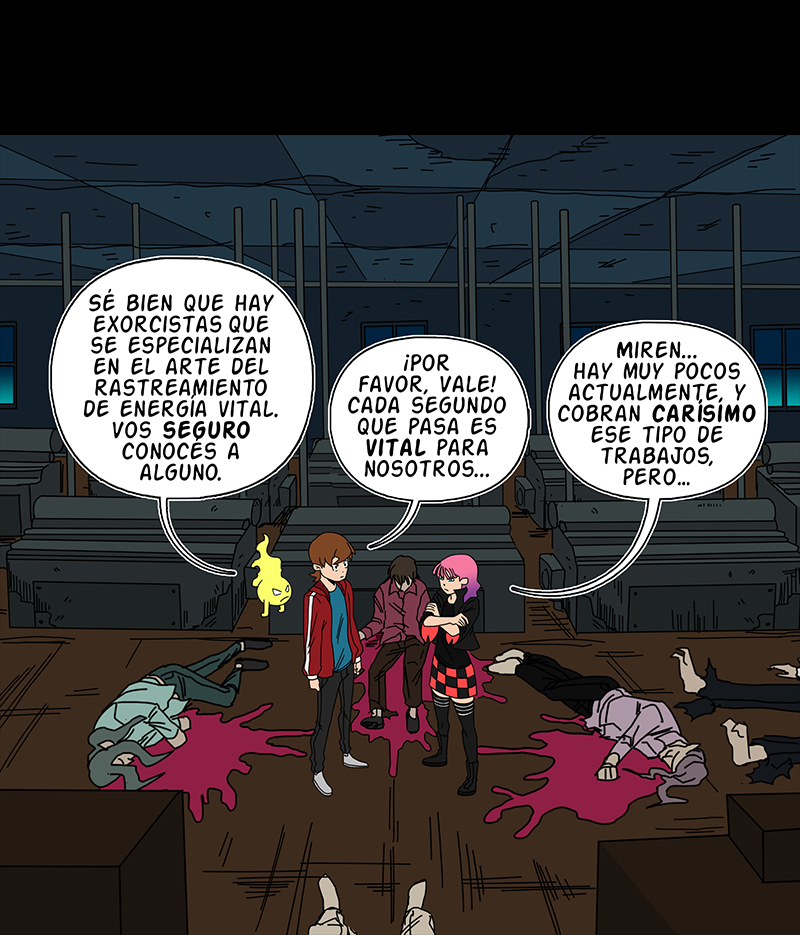 SÉ BIEN QUE HAY
EXORCISTAS QUE
SE ESPECIALIZAN
EN EL ARTE DEL
RASTREAMIENTO
DE ENERGÍA VITAL.
VOS SEGURO
CONOCÉS A
ALGUNO.
¡POR
FAVOR, VALE!
CADA SEGUNDO
QUE PASA ES
VITAL PARA
NOSOTROS...
MIREN...
HAY MUY POCOS
ACTUALMENTE, Y
COBRAN CARÍSIMO
ESE TIPO DE
TRABAJOS,
PERO...